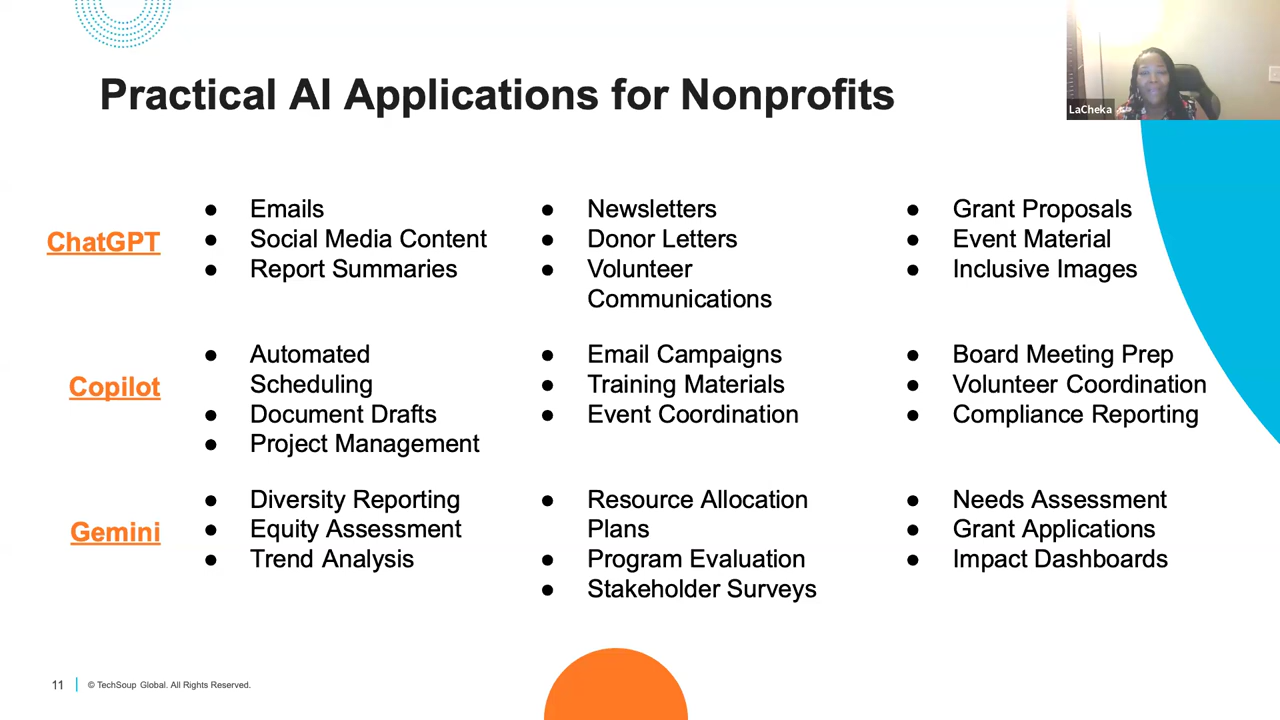 Practical AI Applications for Nonprofits
LaCheka
ChatGPT
● Emails
● Social Media Content
● Report Summaries
● Newsletters
● Donor Letters
● Volunteer
Communications
● Grant Proposals
● Event Material
● Inclusive Images
Copilot
● Automated
Scheduling
● Document Drafts
● Project Management
● Email Campaigns
● Training Materials
● Event Coordination
● Board Meeting Prep
● Volunteer Coordination
● Compliance Reporting
Gemini
● Diversity Reporting
● Equity Assessment
● Trend Analysis
● Resource Allocation
Plans
● Program Evaluation
● Stakeholder Surveys
● Needs Assessment
● Grant Applications
● Impact Dashboards
11
© TechSoup Global. All Rights Reserved.